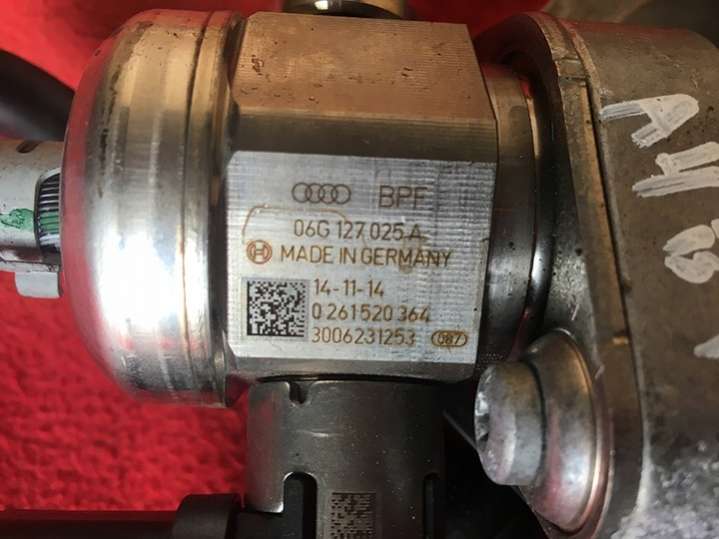 BPF
06G 127 025 A
MADE IN GERMANY
14-11-14
0 261 520 364
3006231253 087